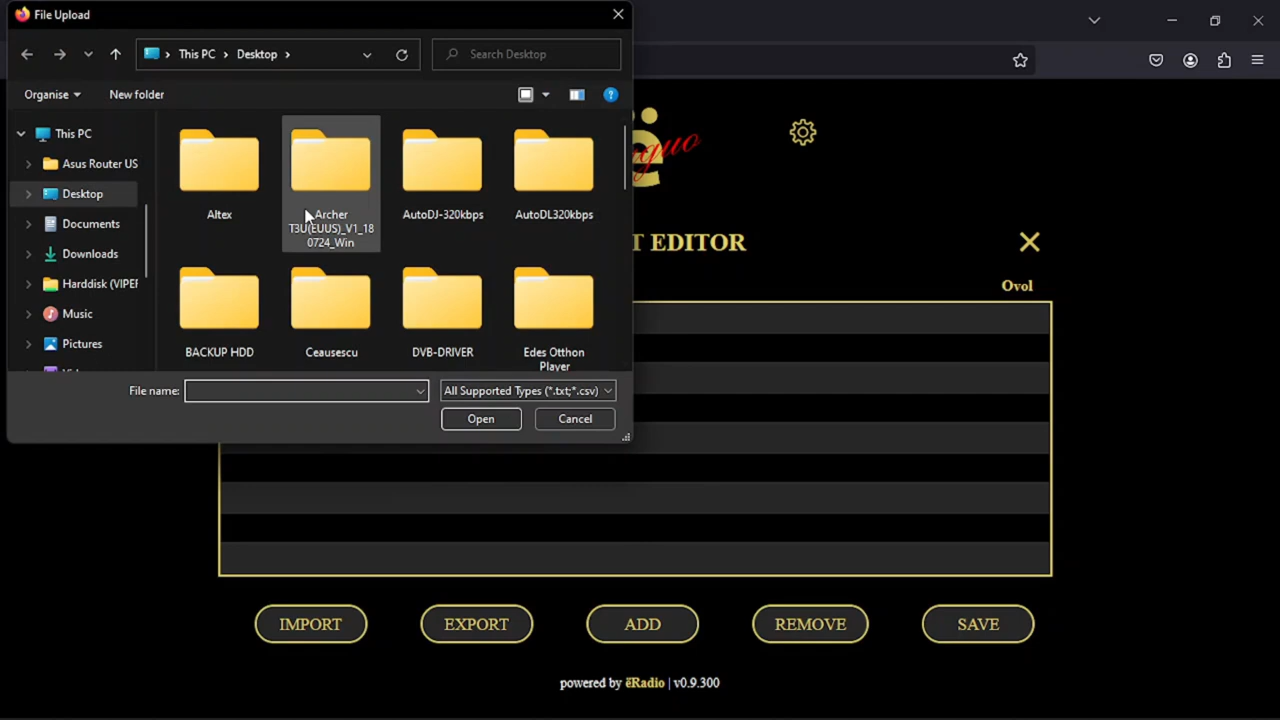 File Upload
This PC
Desktop
Search Desktop
Organise
New folder
This PC
Asus Router US
Desktop
Documents
Downloads
Harddisk (VIPER
Music
Pictures
Altex
Archer
T3U(EUUS)_V1_18
0724_Win
AutoDJ-320kbps
AutoDL320kbps
BACKUP HDD
Ceausescu
DVB-DRIVER
Edes Otthon
Player
File name:
All Supported Types (*.txt;*.csv)
Open
Cancel
T EDITOR
Ovol
IMPORT
EXPORT
ADD
REMOVE
SAVE
powered by ëRadio | v0.9.300